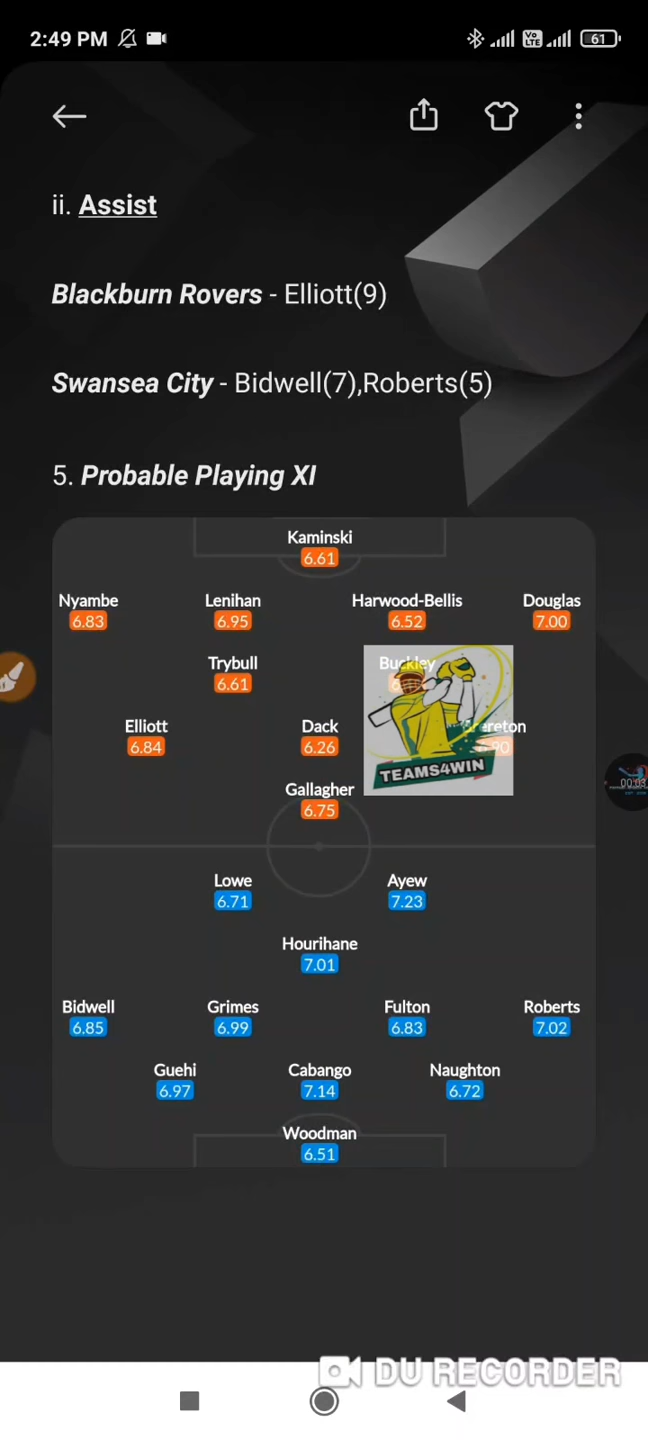 2:49 PM
Vo
LTE
61
ii. Assist
Blackburn Rovers - Elliott(9)
Swansea City - Bidwell(7),Roberts(5)
5. Probable Playing XI
Kaminski
6.61
Nyambe Lenihan Harwood-Bellis Douglas
6.83 6.95 6.52 7.00
Trybull Buckley
6.61
Elliott Dack
6.84 6.26
TEAMS4WIN
Gallagher
6.75
00:03
Lowe Ayew
6.71 7.23
Hourihane
7.01
Bidwell Grimes Fulton Roberts
6.85 6.99 6.83 7.02
Guehi Cabango Naughton
6.97 7.14 6.72
Woodman
6.51
DU RECORDER